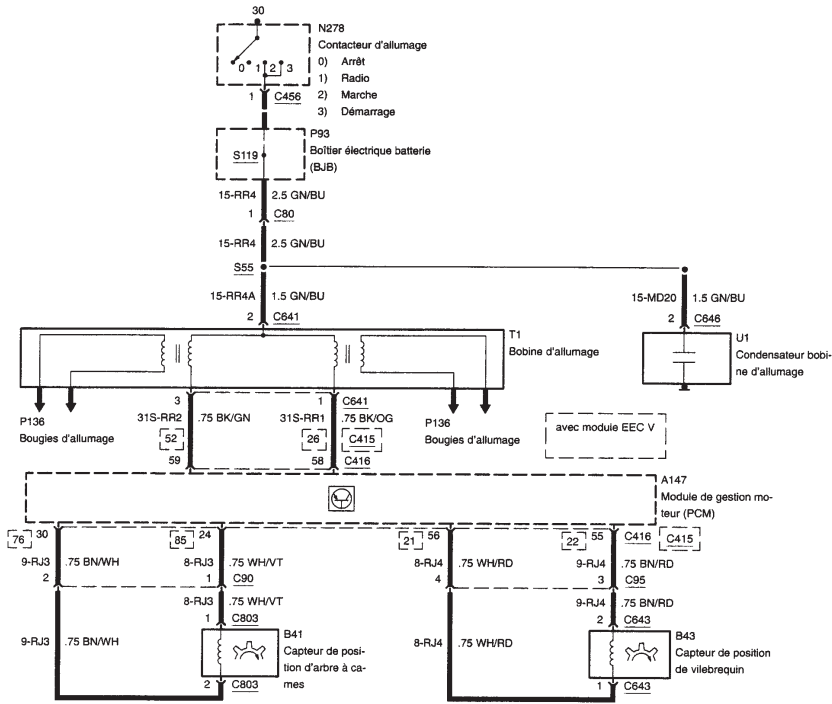 30
N278
Contacteur d'allumage
0) Arrêt
1) Radio
2) Marche
3) Démarrage
0 1 2 3
1 C456
P93
Boîtier électrique batterie
(BJB)
S119
15-RR4 2.5 GN/BU
1 C80
15-RR4 2.5 GN/BU
S55
15-RR4A 1.5 GN/BU
2 C641
15-MD20 1.5 GN/BU
2 C646
T1
Bobine d'allumage
U1
Condensateur bobi-
ne d'allumage
P136
Bougies d'allumage
3 1 C641
31S-RR2 .75 BK/GN 31S-RR1 .75 BK/OG
52 26 C415
59 58 C416
P136
Bougies d'allumage
avec module EEC V
A147
Module de gestion mo-
teur (PCM)
76 30 85 24 21 56 22 55 C416 C415
9-RJ3 .75 BN/WH 8-RJ3 .75 WH/VT 8-RJ4 .75 WH/RD 9-RJ4 .75 BN/RD
2 1 C90 4 3 C95
8-RJ3 .75 WH/VT 9-RJ4 .75 BN/RD
1 C803 2 C643
9-RJ3 .75 BN/WH 8-RJ4 .75 WH/RD
B41
Capteur de posi-
tion d'arbre à ca-
mes
2 C803
B43
Capteur de position
de vilebrequin
1 C643